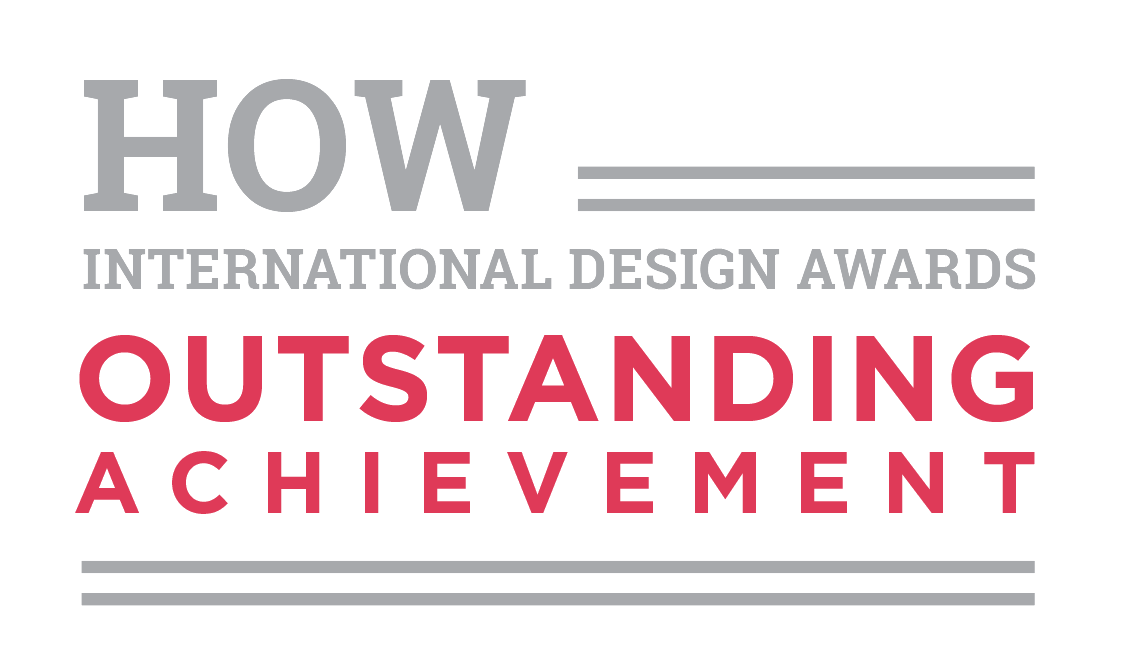 HOW
INTERNATIONAL DESIGN AWARDS
OUTSTANDING
ACHIEVEMENT